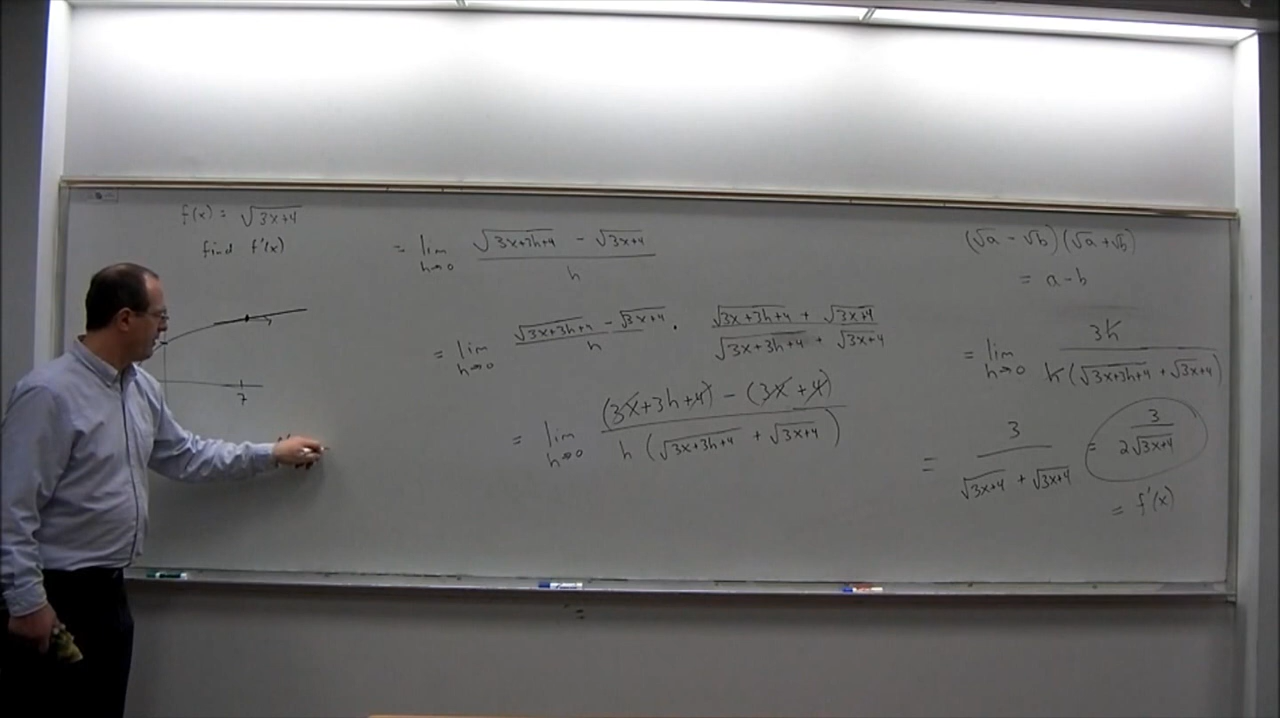 f(x) = √(3x+4)
find f'(x)
7
= lim h→0 (√(3x+3h+4) − √(3x+4)) / h
= lim h→0 (√(3x+3h+4) − √(3x+4)) / h · (√(3x+3h+4) + √(3x+4)) / (√(3x+3h+4) + √(3x+4))
= lim h→0 ((3x+3h+4) − (3x+4)) / (h (√(3x+3h+4) + √(3x+4)))
(√a − √b)(√a + √b)
= a − b
= lim h→0 3h / (h(√(3x+3h+4) + √(3x+4)))
= 3 / (√(3x+4) + √(3x+4)) = 3 / (2√(3x+4))
= f'(x)